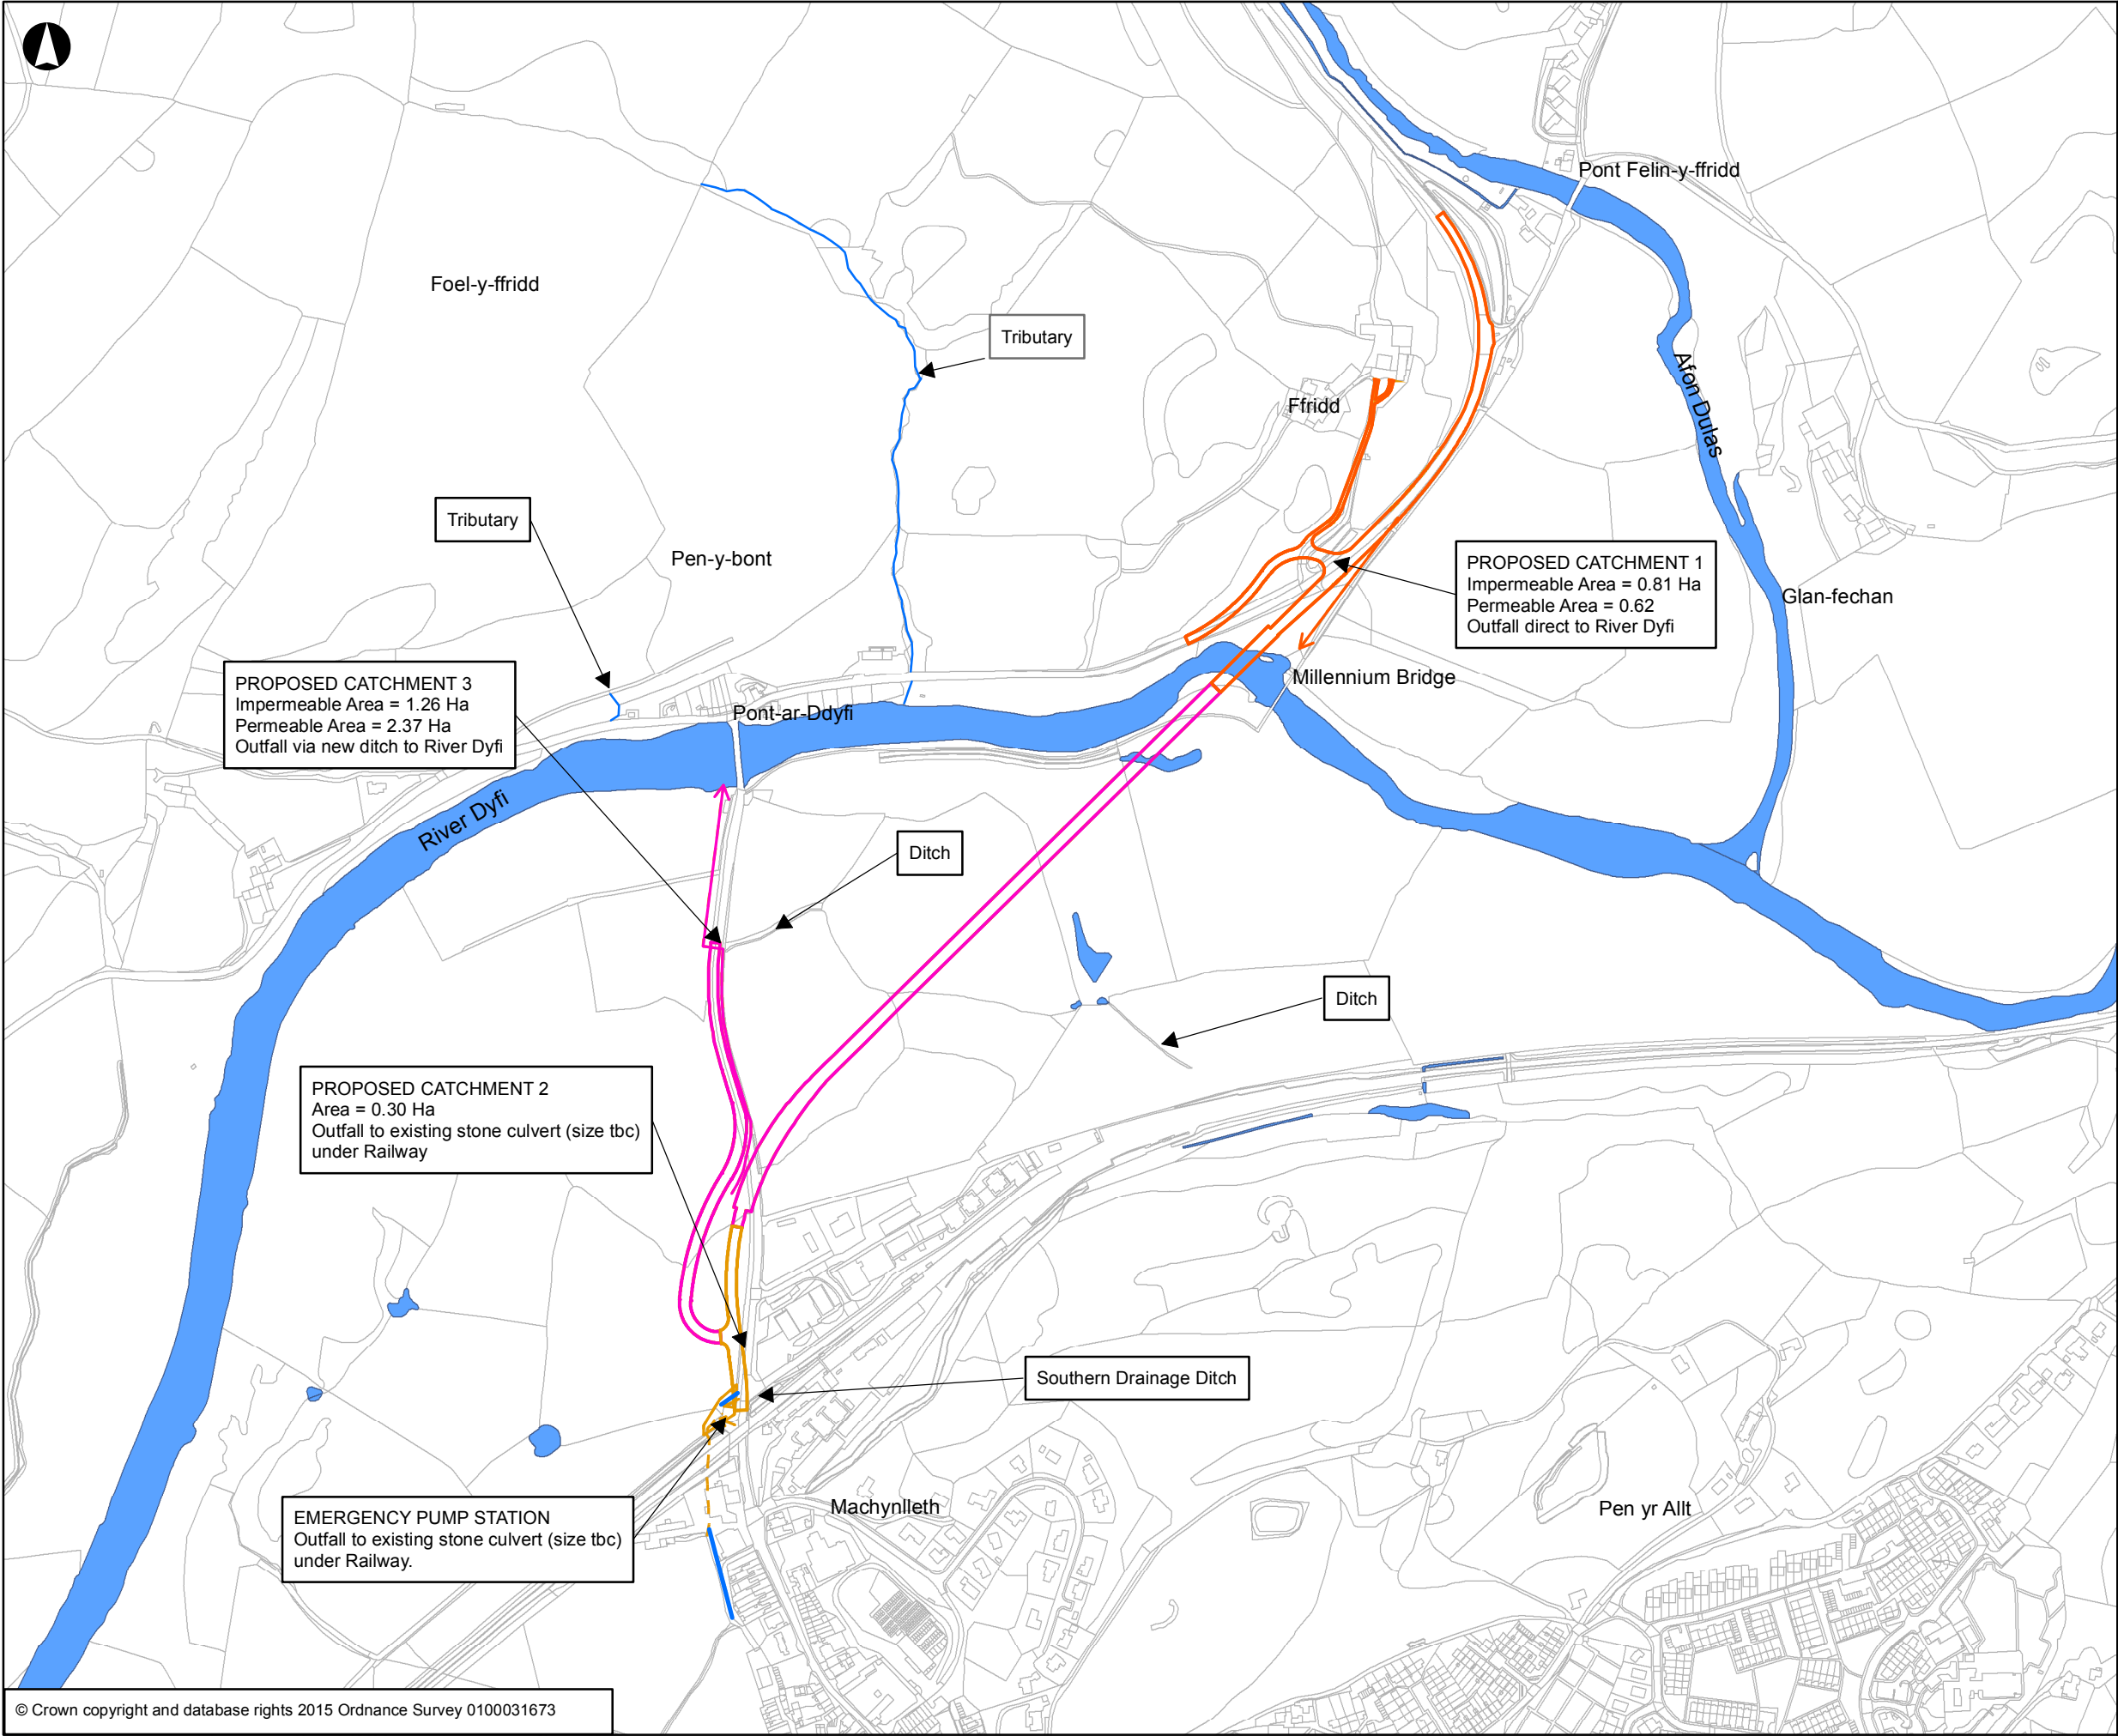 Pont Felin-y-ffridd
Foel-y-ffridd
Tributary
Afon Dulas
Ffridd
Tributary
Pen-y-bont
PROPOSED CATCHMENT 1
Impermeable Area = 0.81 Ha
Permeable Area = 0.62
Outfall direct to River Dyfi
Glan-fechan
PROPOSED CATCHMENT 3
Impermeable Area = 1.26 Ha
Permeable Area = 2.37 Ha
Outfall via new ditch to River Dyfi
Millennium Bridge
Pont-ar-Ddyfi
River Dyfi
Ditch
Ditch
PROPOSED CATCHMENT 2
Area = 0.30 Ha
Outfall to existing stone culvert (size tbc)
under Railway
Southern Drainage Ditch
EMERGENCY PUMP STATION
Outfall to existing stone culvert (size tbc)
under Railway.
Machynlleth
Pen yr Allt
© Crown copyright and database rights 2015 Ordnance Survey 0100031673